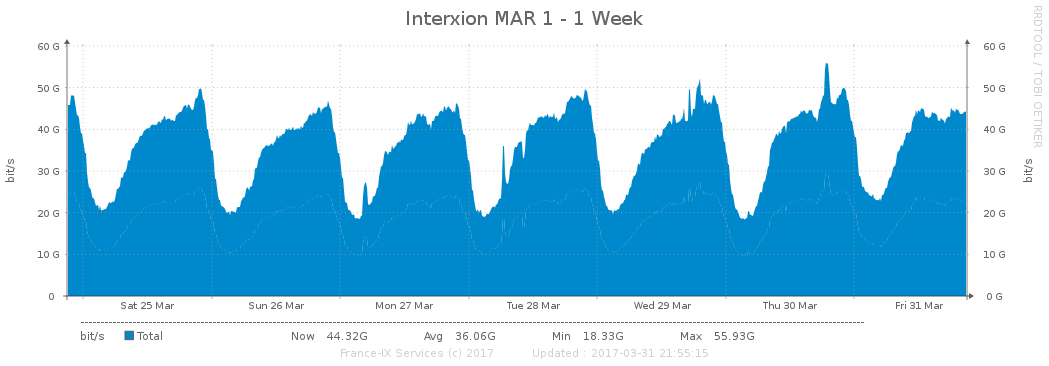 Interxion MAR 1 - 1 Week
RRDTOOL / TOBI OETIKER
60 G 60 G
50 G 50 G
40 G 40 G
30 G 30 G
20 G 20 G
10 G 10 G
0 0 G
bit/s bit/s
Sat 25 Mar Sun 26 Mar Mon 27 Mar Tue 28 Mar Wed 29 Mar Thu 30 Mar Fri 31 Mar
bit/s Total Now 44.32G Avg 36.06G Min 18.33G Max 55.93G
France-IX Services (c) 2017 Updated : 2017-03-31 21:55:15